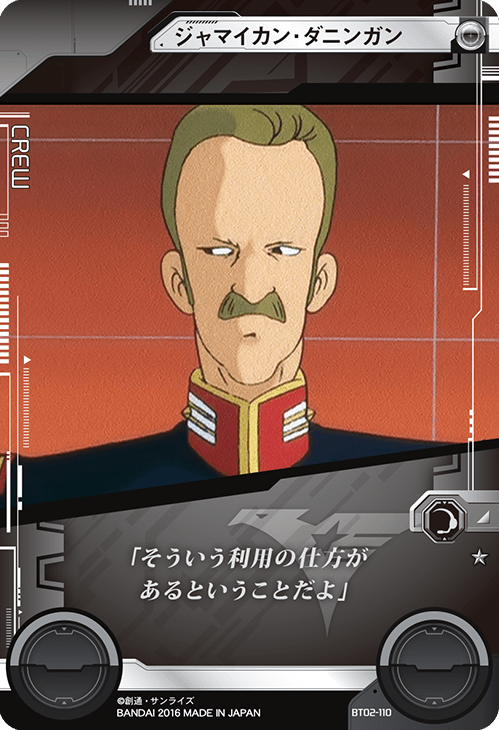 ジャマイカン・ダニンガン
CREW
「そういう利用の仕方が
あるということだよ」
©創通・サンライズ
BANDAI 2016 MADE IN JAPAN
BT02-110